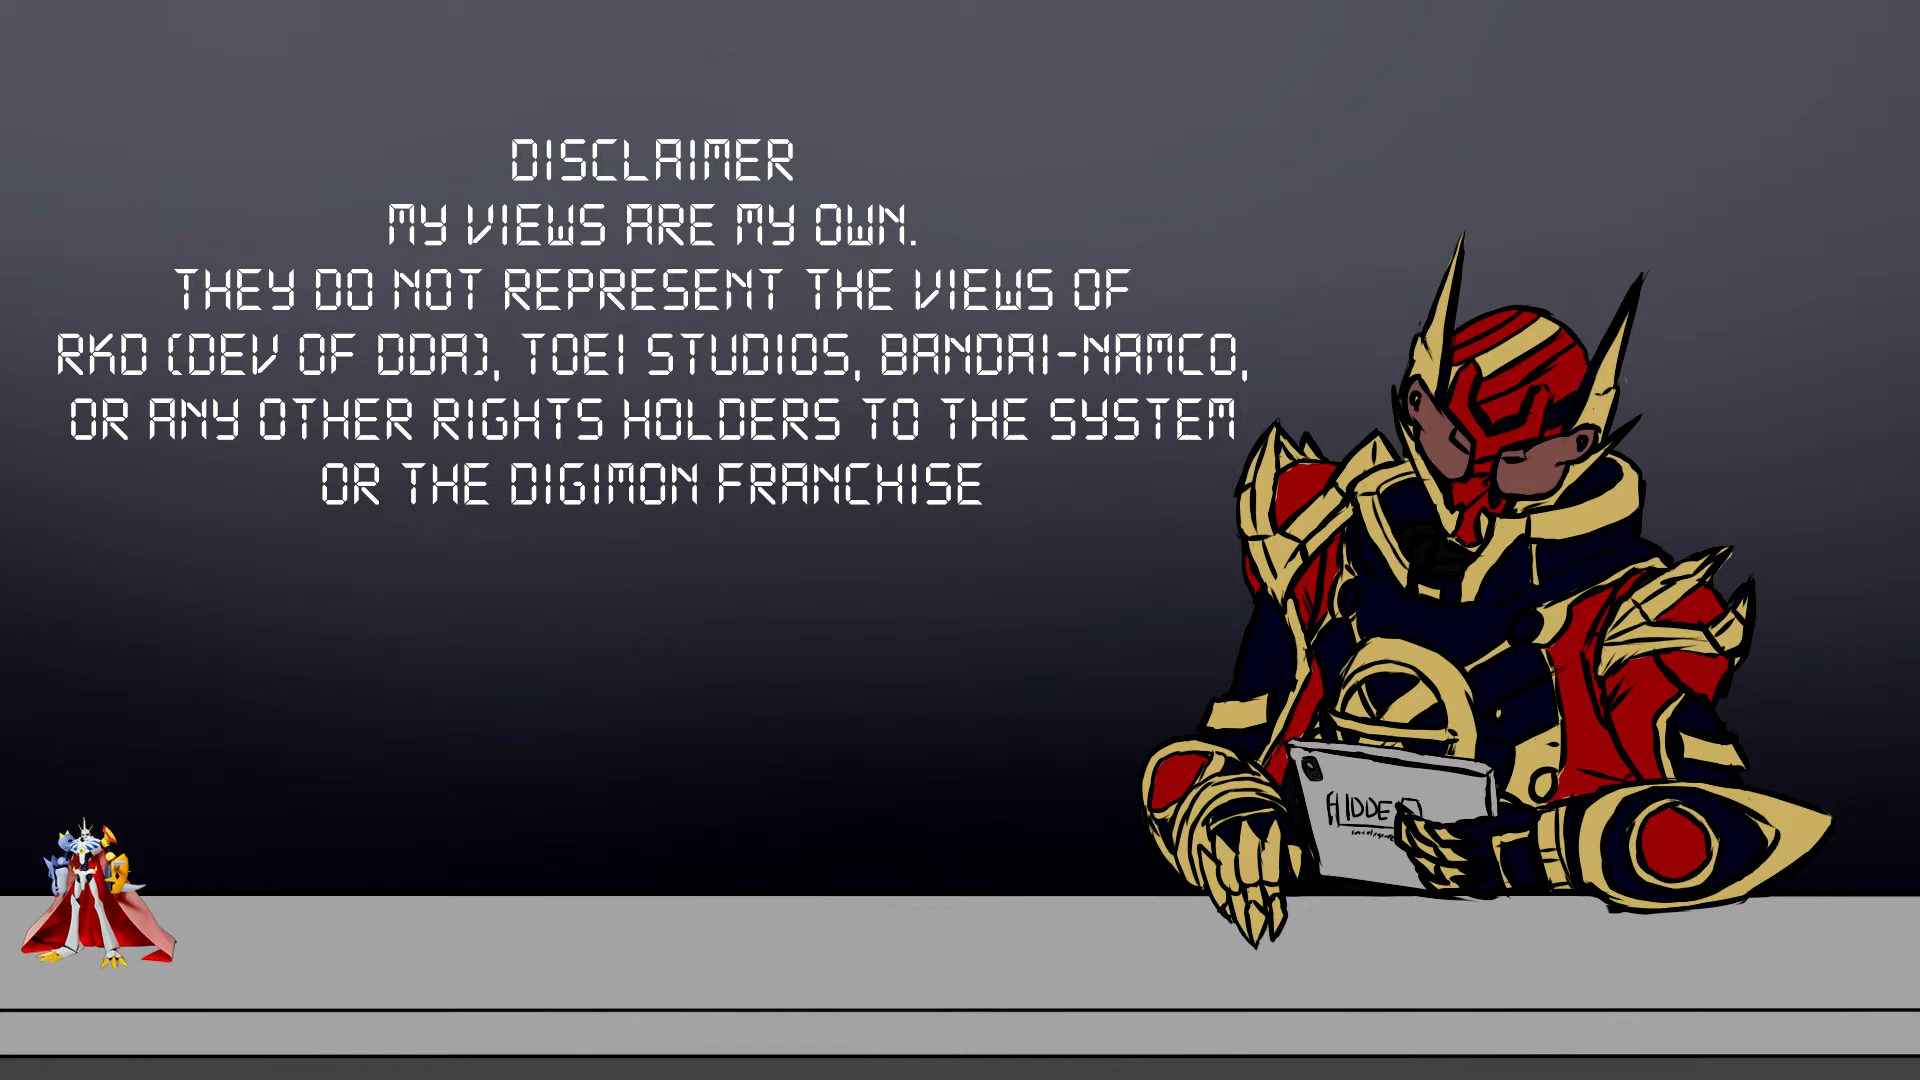 DISCLAIMER
MY VIEWS ARE MY OWN.
THEY DO NOT REPRESENT THE VIEWS OF
RKD (DEV OF DDA), TOEI STUDIOS, BANDAI-NAMCO,
OR ANY OTHER RIGHTS HOLDERS TO THE SYSTEM
OR THE DIGIMON FRANCHISE